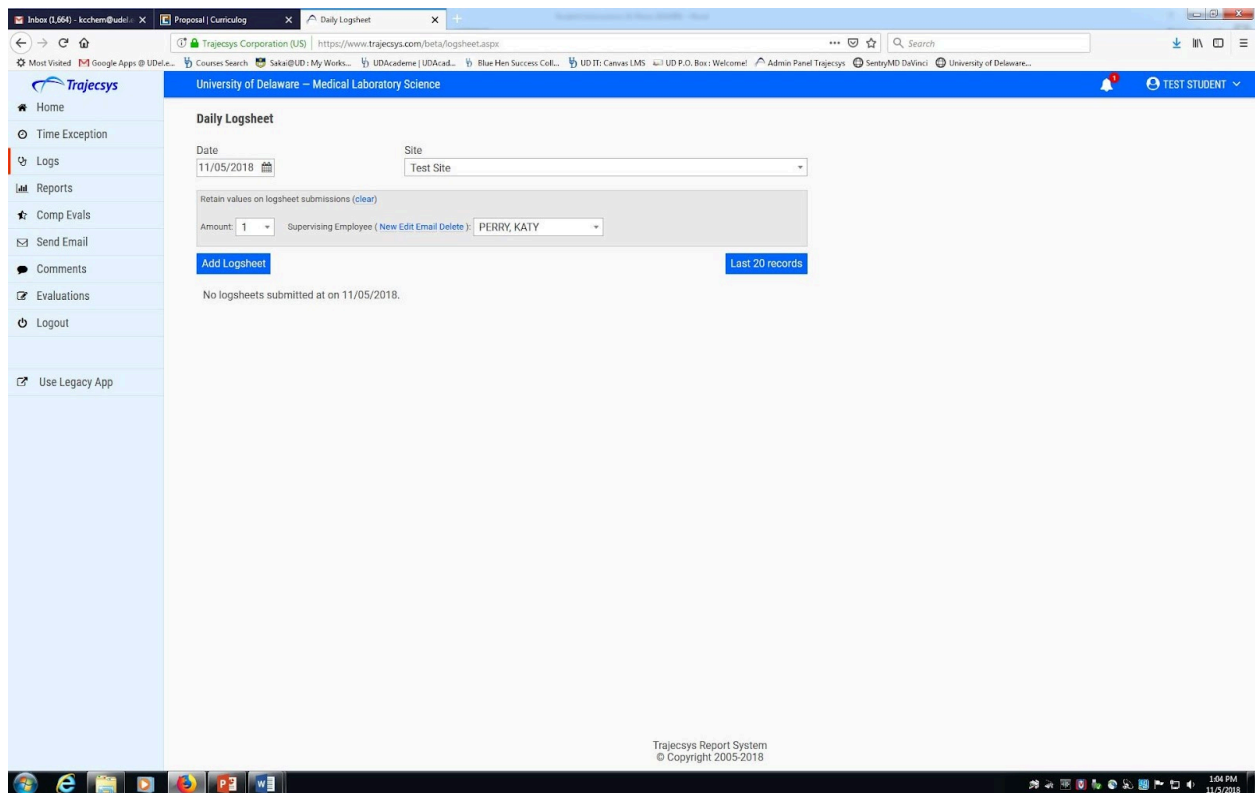 Inbox (1,664) - kcchem@udel.e X Proposal | Curriculog X Daily Logsheet X +
Trajecsys Corporation (US) https://www.trajecsys.com/beta/logsheet.aspx ... Search
Most Visited Google Apps @ UDel.e... Courses Search Sakai@UD : My Works... UDAcademe | UDAcad... Blue Hen Success Coll... UD IT: Canvas LMS UD P.O. Box : Welcome! Admin Panel Trajecsys SentryMD DaVinci University of Delaware...
Trajecsys University of Delaware – Medical Laboratory Science 1 TEST STUDENT
Home
Time Exception
Logs
Reports
Comp Evals
Send Email
Comments
Evaluations
Logout
Use Legacy App
Daily Logsheet
Date Site
11/05/2018 Test Site
Retain values on logsheet submissions (clear)
Amount: 1 Supervising Employee ( New Edit Email Delete ): PERRY, KATY
Add Logsheet Last 20 records
No logsheets submitted at on 11/05/2018.
Trajecsys Report System
© Copyright 2005-2018
1:04 PM
11/5/2018